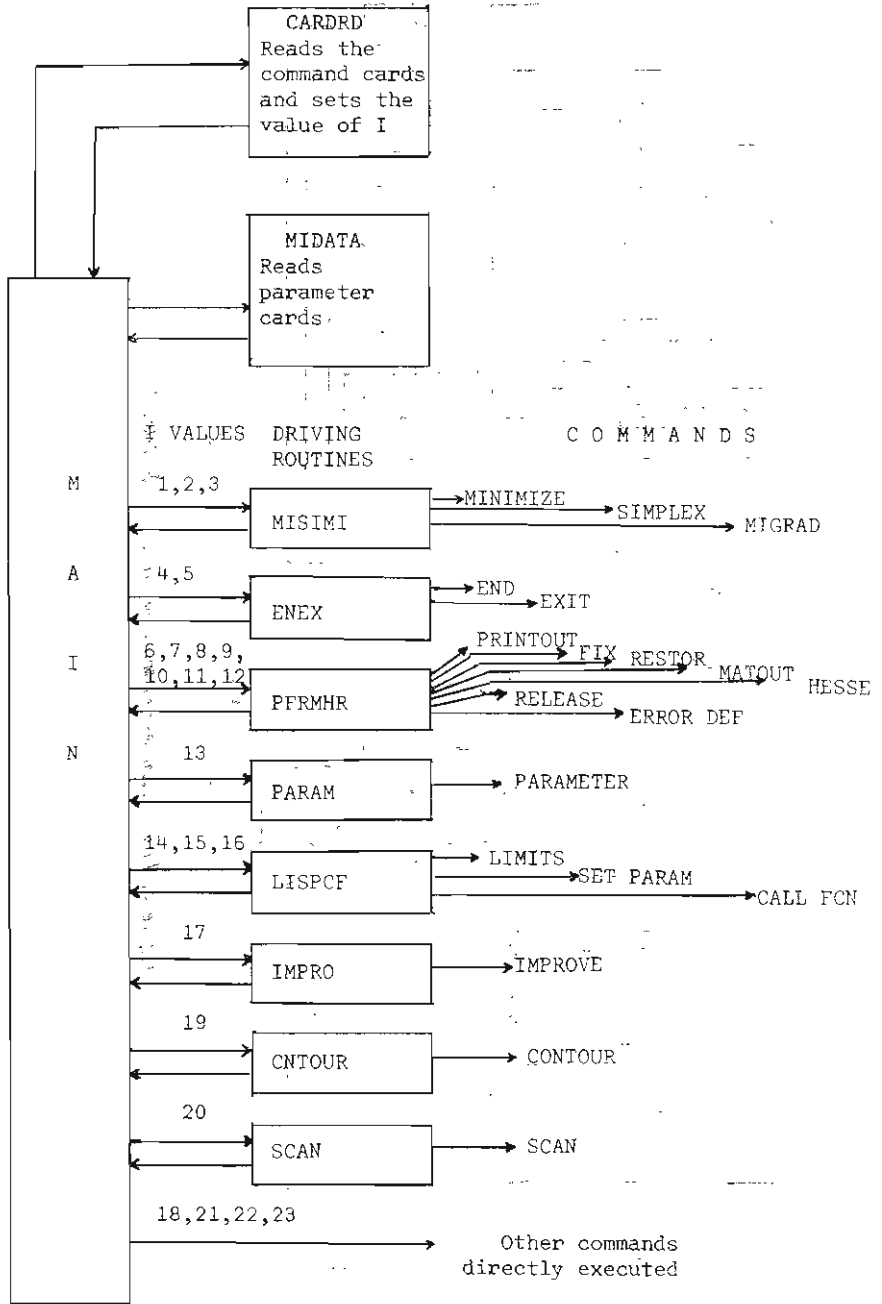 CARDRD
Reads the
command cards
and sets the
value of I
MIDATA
Reads
parameter
cards
I VALUES DRIVING ROUTINES
C O M M A N D S
M A I N
1,2,3
MISIMI
MINIMIZE
SIMPLEX
MIGRAD
4,5
ENEX
END
EXIT
6,7,8,9,
10,11,12
PFRMHR
PRINTOUT
FIX
RESTOR
MATOUT
HESSE
RELEASE
ERROR DEF
13
PARAM
PARAMETER
14,15,16
LISPCF
LIMITS
SET PARAM
CALL FCN
17
IMPRO
IMPROVE
19
CNTOUR
CONTOUR
20
SCAN
SCAN
18,21,22,23
Other commands
directly executed